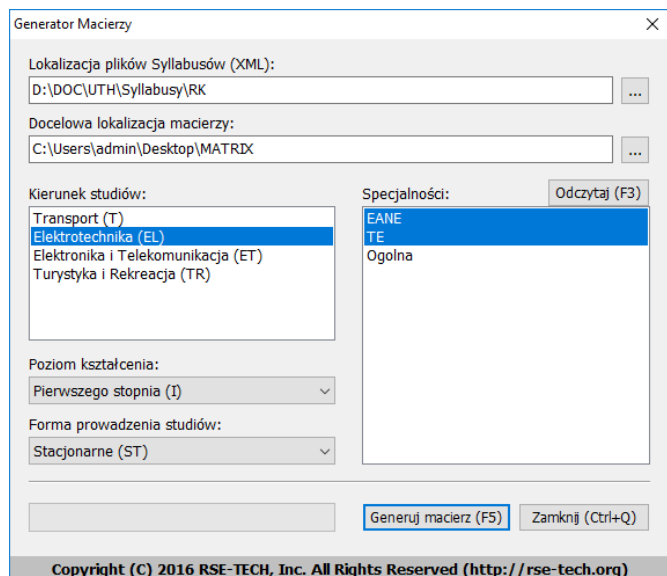 Generator Macierzy
Lokalizacja plików Syllabusów (XML):
D:\DOC\UTH\Syllabusy\RK
...
Docelowa lokalizacja macierzy:
C:\Users\admin\Desktop\MATRIX
...
Kierunek studiów:
Transport (T)
Elektrotechnika (EL)
Elektronika i Telekomunikacja (ET)
Turystyka i Rekreacja (TR)
Specjalności:
Odczytaj (F3)
EANE
TE
Ogolna
Poziom kształcenia:
Pierwszego stopnia (I)
Forma prowadzenia studiów:
Stacjonarne (ST)
Generuj macierz (F5)
Zamknij (Ctrl+Q)
Copyright (C) 2016 RSE-TECH, Inc. All Rights Reserved (http://rse-tech.org)